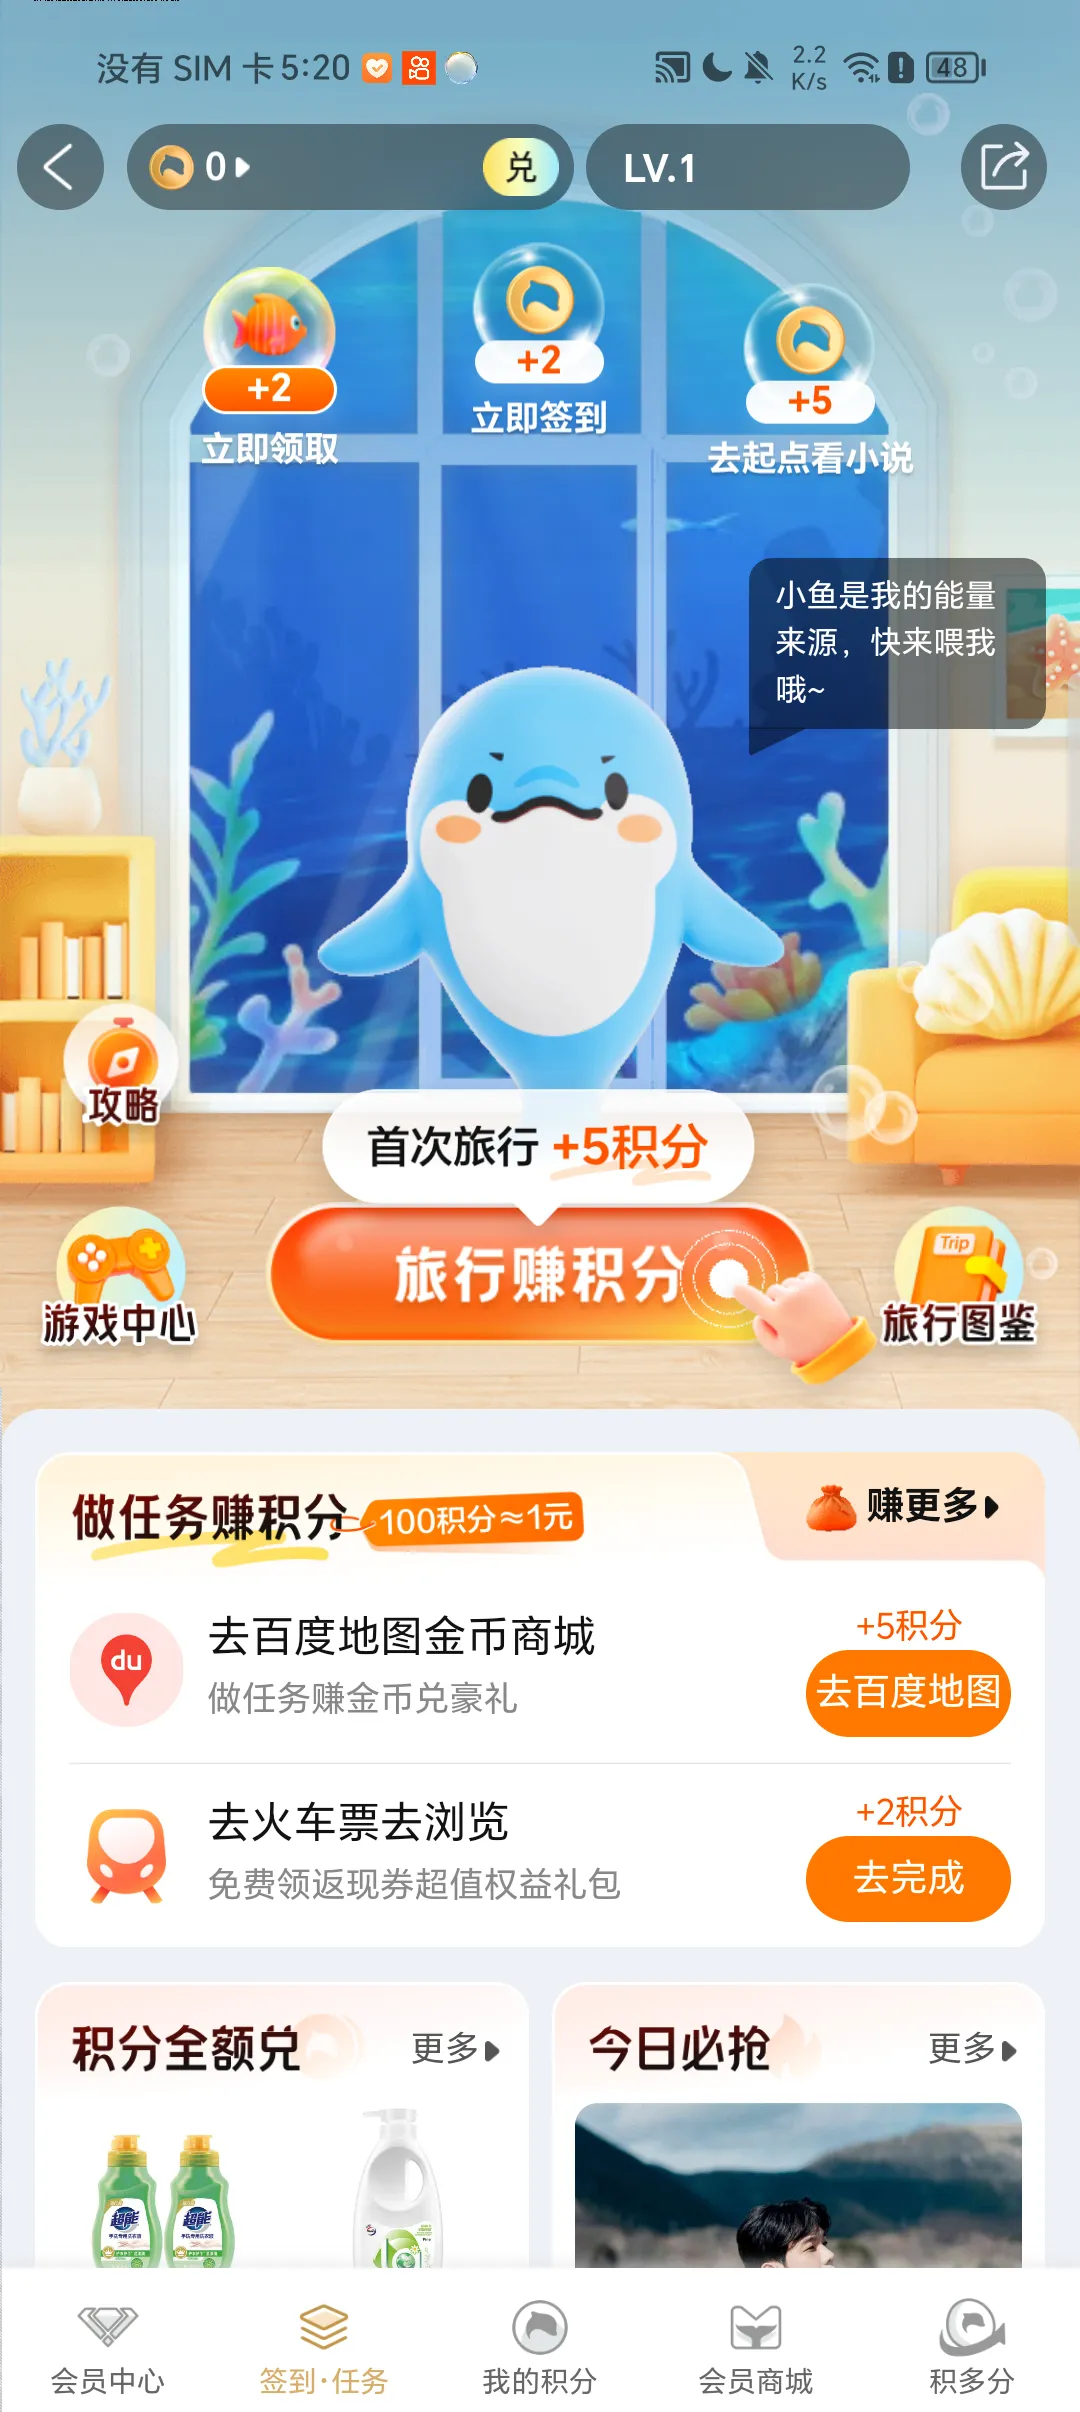 没有 SIM 卡 5:20
2.2
K/s
48
0
兑
LV.1
+2
立即领取
+2
立即签到
+5
去起点看小说
小鱼是我的能量
来源，快来喂我
哦~
攻略
首次旅行 +5积分
旅行赚积分
游戏中心
Trip
旅行图鉴
做任务赚积分
100积分≈1元
赚更多
du
去百度地图金币商城
做任务赚金币兑豪礼
+5积分
去百度地图
去火车票去浏览
免费领返现券超值权益礼包
+2积分
去完成
积分全额兑
更多
今日必抢
更多
超能
超能
会员中心
签到·任务
我的积分
会员商城
积多分